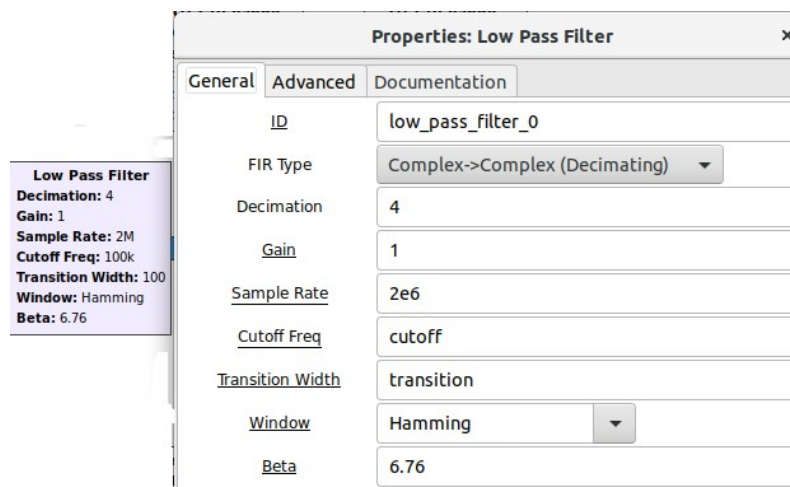 Properties: Low Pass Filter ×
General Advanced Documentation
ID low_pass_filter_0
FIR Type Complex->Complex (Decimating)
Decimation 4
Gain 1
Sample Rate 2e6
Cutoff Freq cutoff
Transition Width transition
Window Hamming
Beta 6.76
Low Pass Filter
Decimation: 4
Gain: 1
Sample Rate: 2M
Cutoff Freq: 100k
Transition Width: 100
Window: Hamming
Beta: 6.76